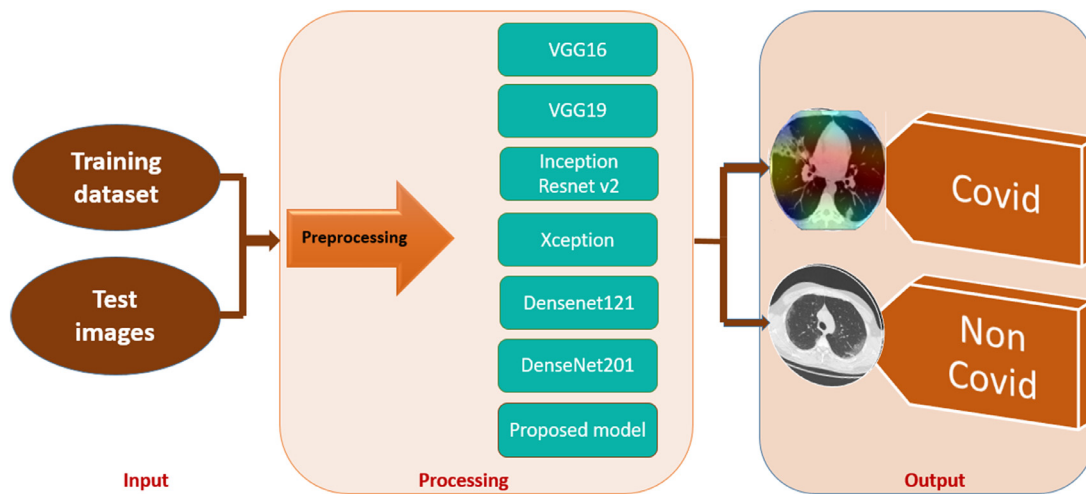 Training
dataset
Test
images
Input
Preprocessing
VGG16
VGG19
Inception
Resnet v2
Xception
Densenet121
DenseNet201
Proposed model
Processing
Covid
Non
Covid
Output